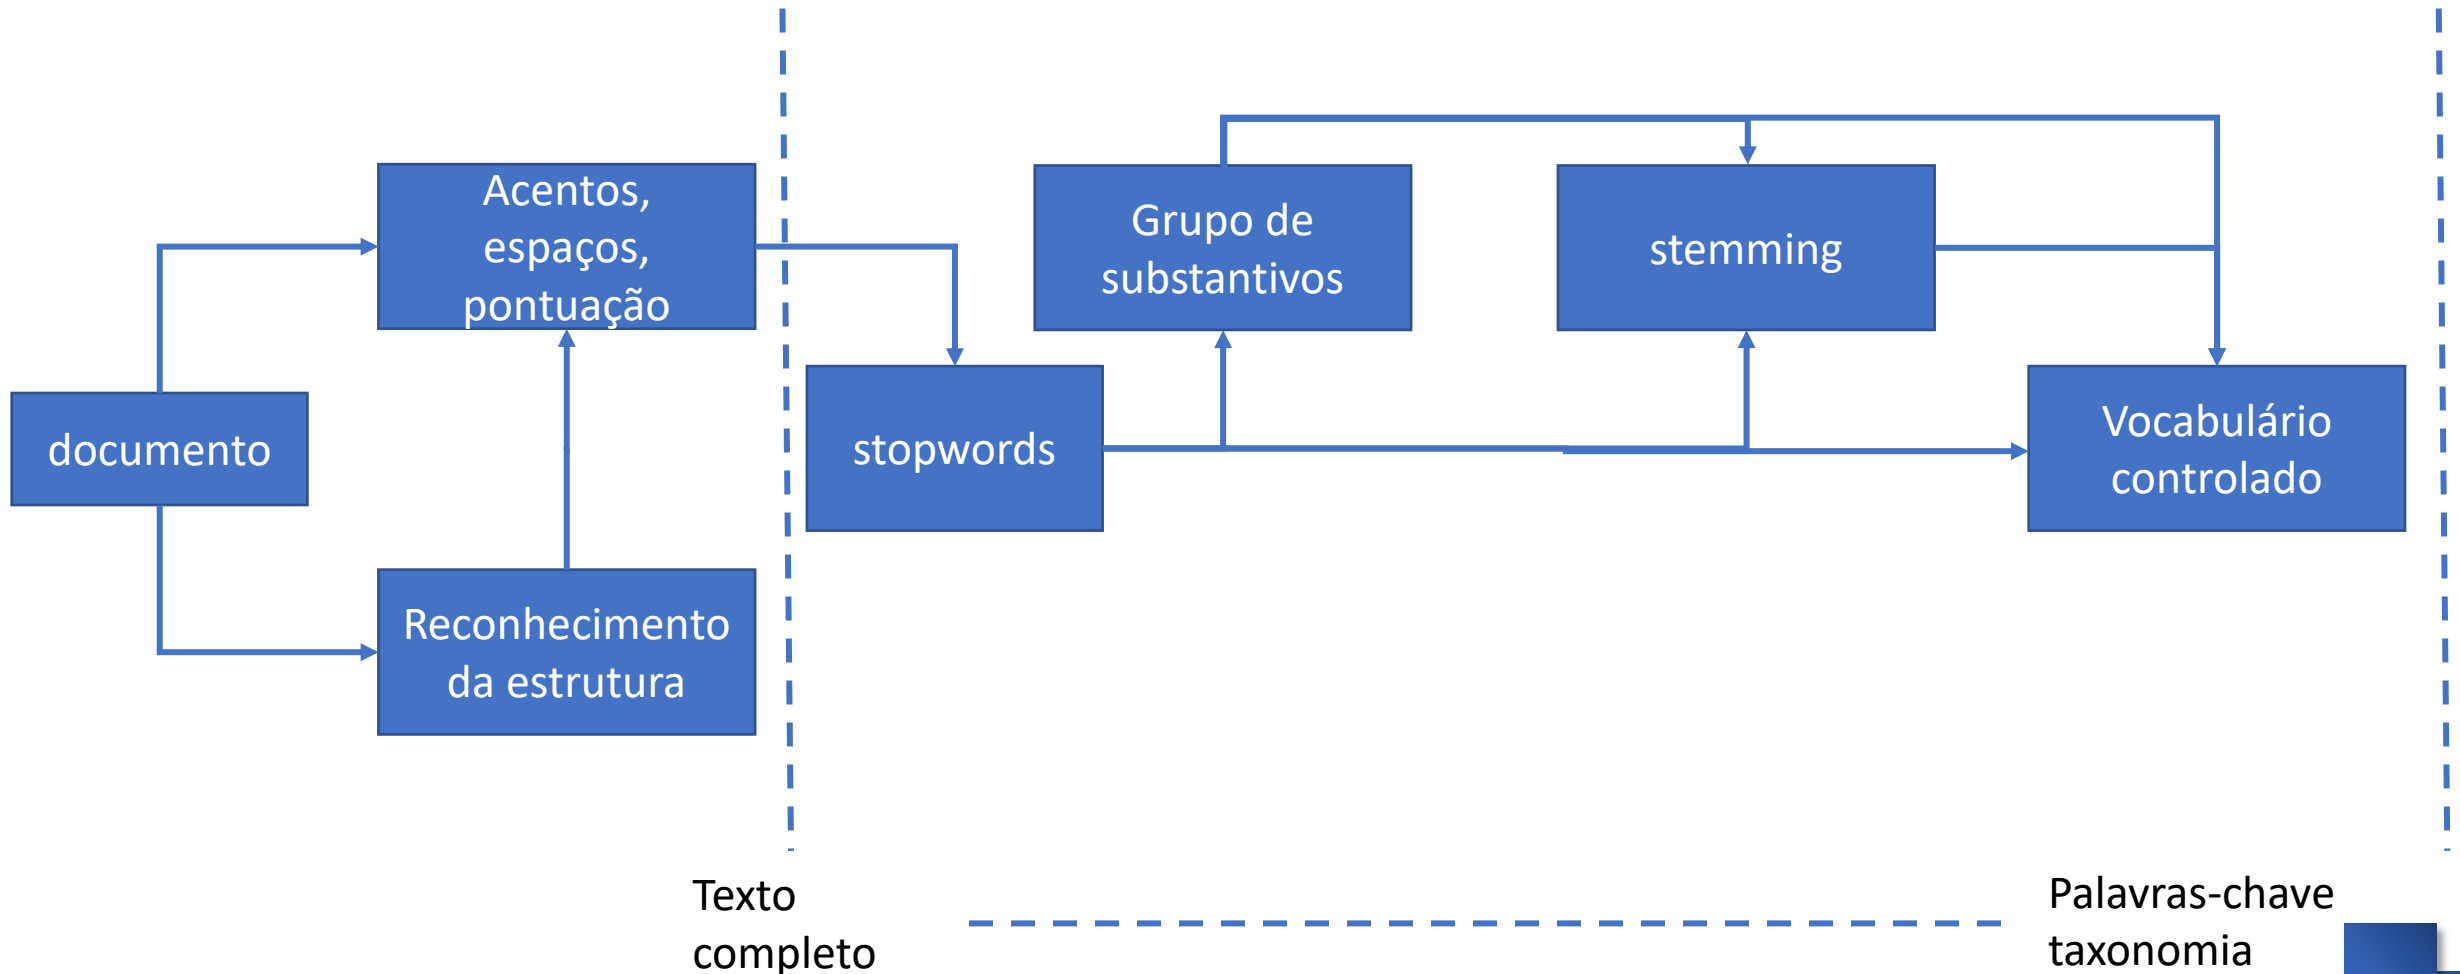 documento
Acentos,
espaços,
pontuação
Reconhecimento
da estrutura
stopwords
Grupo de
substantivos
stemming
Vocabulário
controlado
Texto
completo
Palavras-chave
taxonomia